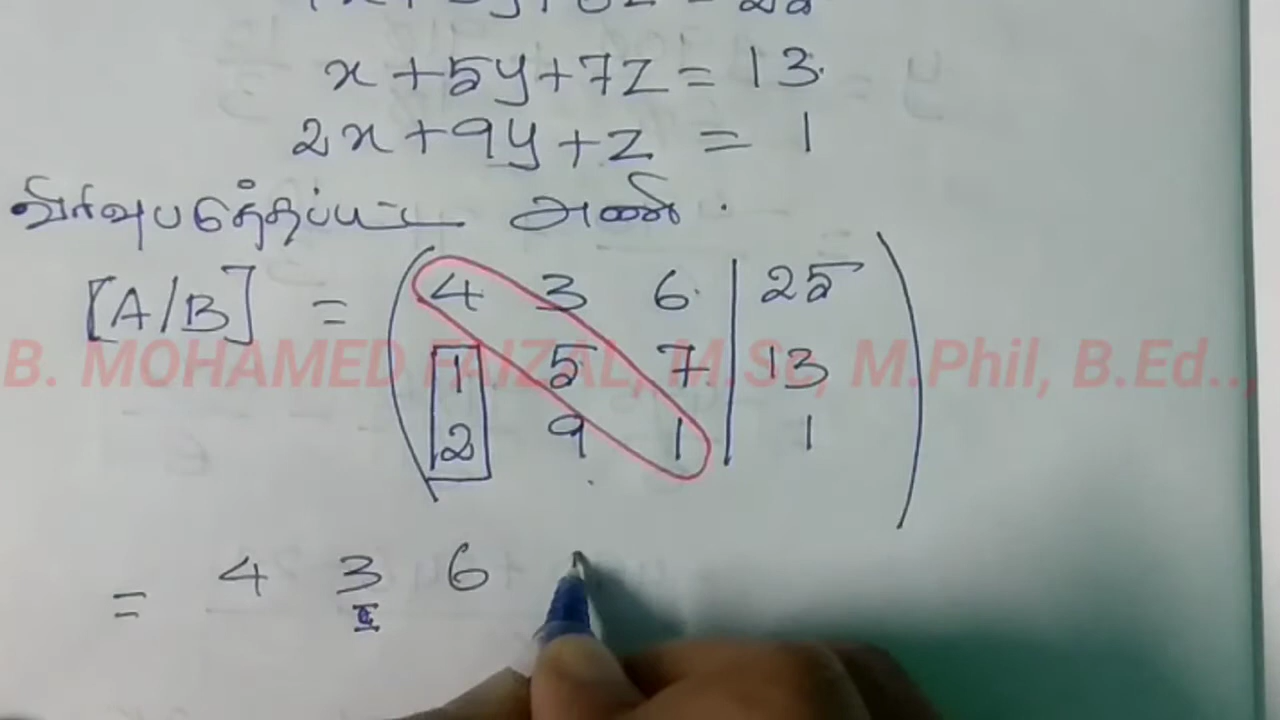 x + 5y + 7z = 13
2x + 9y + z = 1
விரிவுபடுத்தப்பட்ட அணி.
[A/B] = ( 4 3 6 | 25
1 5 7 | 13
2 9 1 | 1 )
B. MOHAMED FAIZAL, M.Sc, M.Phil, B.Ed..,
= 4 3 6
II